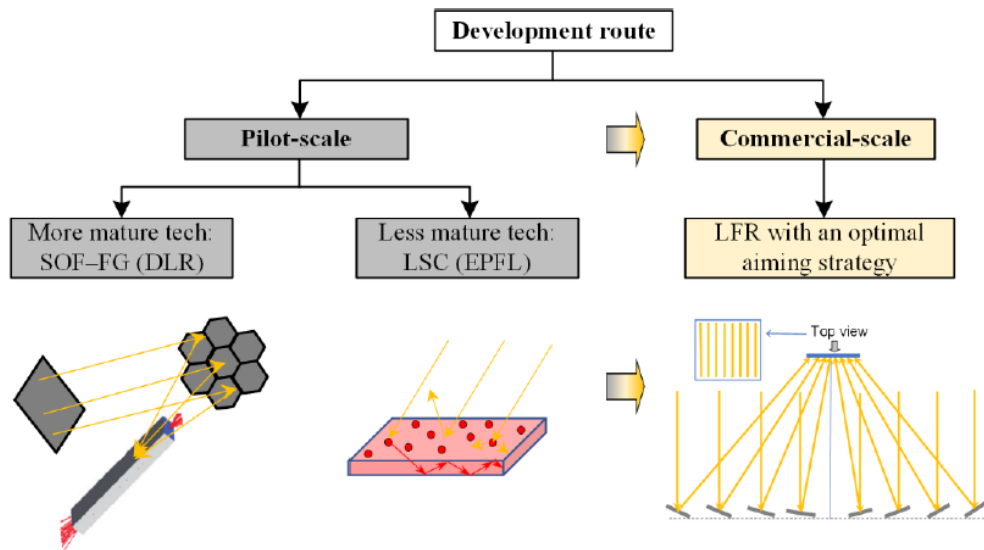 Development route
Pilot-scale
Commercial-scale
More mature tech:
SOF–FG (DLR)
Less mature tech:
LSC (EPFL)
LFR with an optimal
aiming strategy
Top view